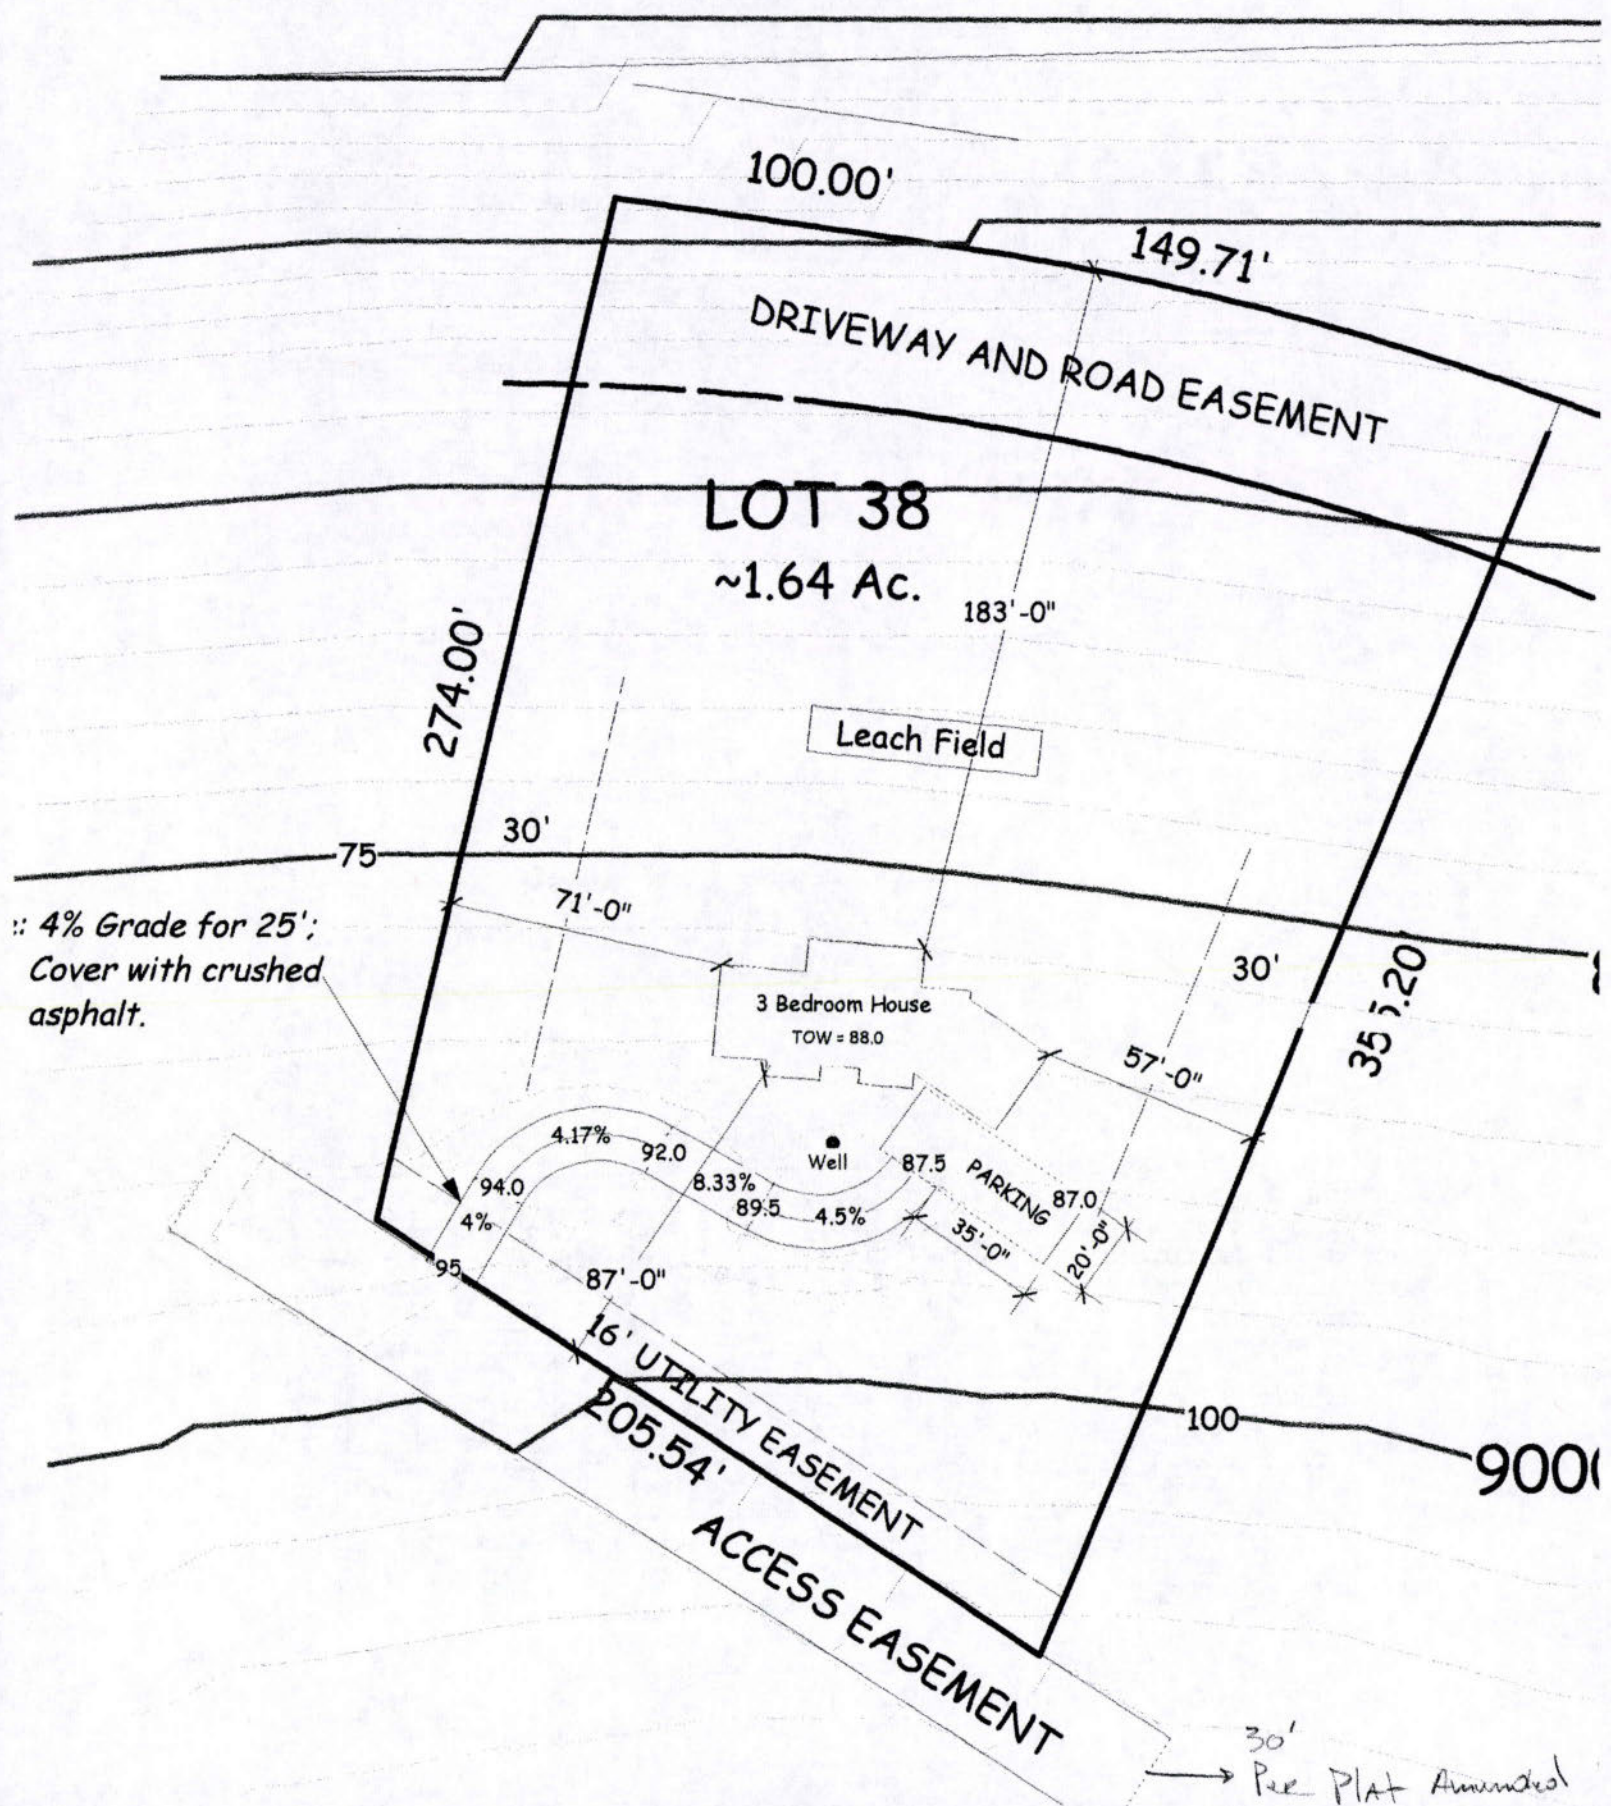 100.00'
149.71'
DRIVEWAY AND ROAD EASEMENT
LOT 38
~1.64 Ac.
183'-0"
274.00'
Leach Field
30'
75
71'-0"
4% Grade for 25';
Cover with crushed
asphalt.
30'
3 Bedroom House
TOW = 88.0
57'-0"
4.17%
92.0
Well
87.5
PARKING
94.0
8.33%
87.0
4%
89.5
4.5%
35'-0"
20'-0"
95
87'-0"
16' UTILITY EASEMENT
100
205.54'
ACCESS EASEMENT
30'
Per Plat Amended